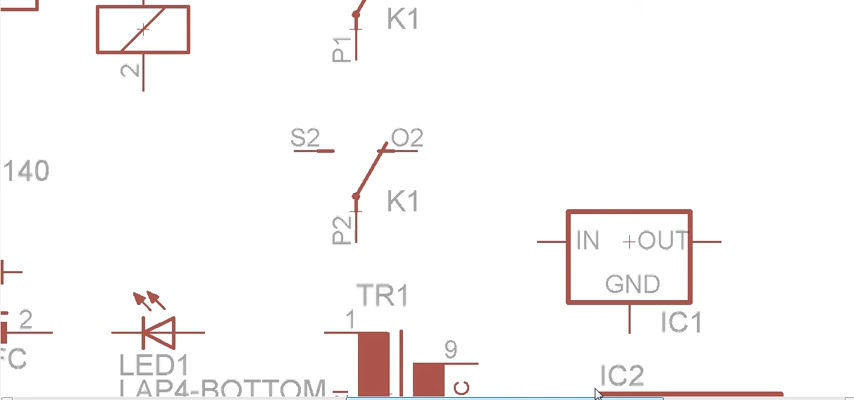 K1
P1
2
S2 O2
140
K1
P2
IN +OUT
GND
TR1
2
1
IC1
FC
9
LED1
IC2
LAP4-BOTTOM
C